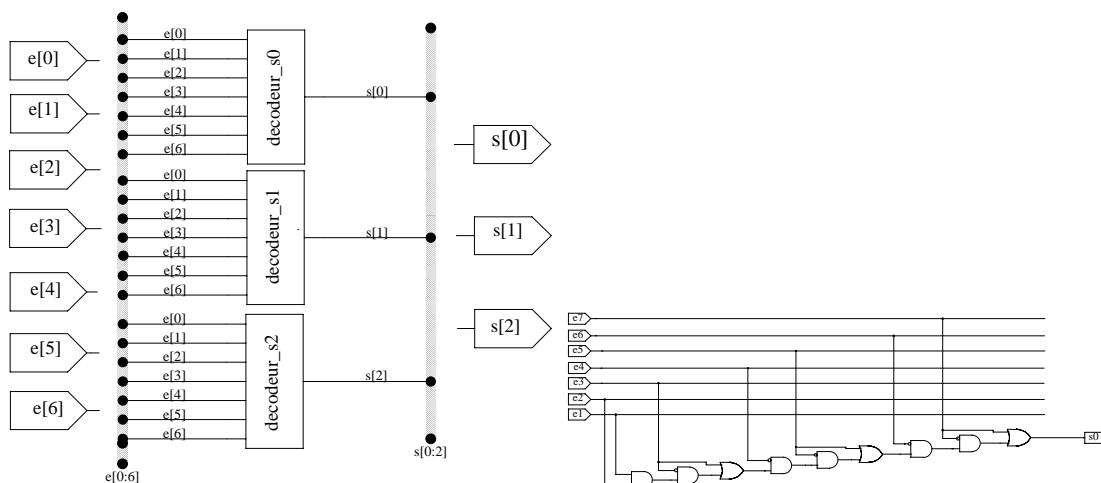 e[0]
e[1]
e[2]
e[3]
e[4]
e[5]
e[6]
e[0]
e[1]
e[2]
e[3]
e[4]
e[5]
e[6]
decodeur_s0
s[0]
e[0]
e[1]
e[2]
e[3]
e[4]
e[5]
e[6]
decodeur_s1
s[1]
e[0]
e[1]
e[2]
e[3]
e[4]
e[5]
e[6]
decodeur_s2
s[2]
e[0:6]
s[0:2]
s[0]
s[1]
s[2]
e7
e6
e5
e4
e3
e2
e1
s0